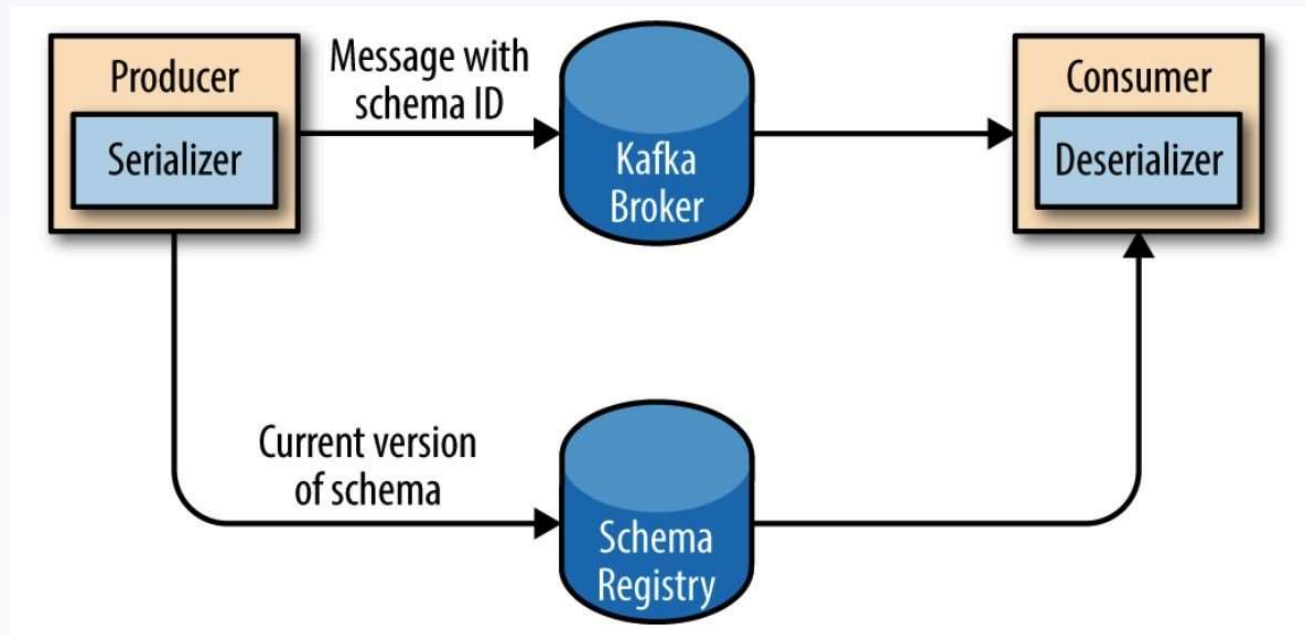 Producer
Serializer
Message with
schema ID
Kafka
Broker
Consumer
Deserializer
Current version
of schema
Schema
Registry